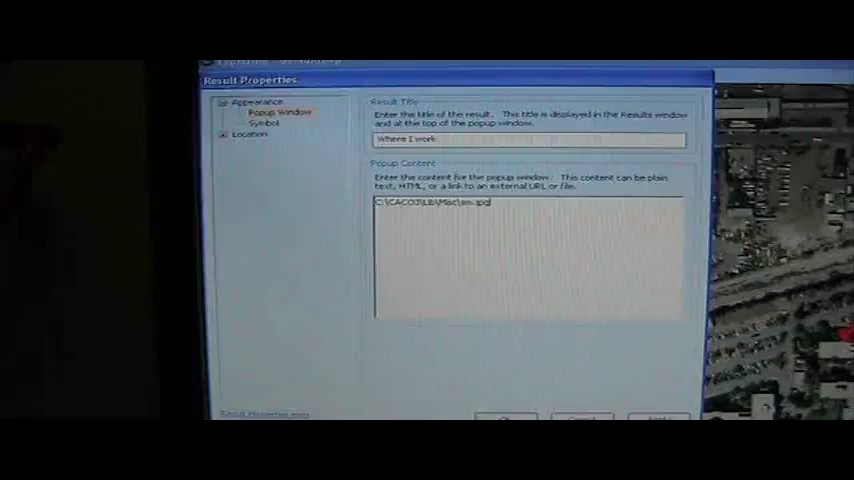 Result Properties
Appearance
Popup Window
Symbol
Location
Result Title
Enter the title of the result. This title is displayed in the Results window
and at the top of the popup window.
Where I work
Popup Content
Enter the content for the popup window. This content can be plain
text, HTML, or a link to an external URL or file.
Result Properties